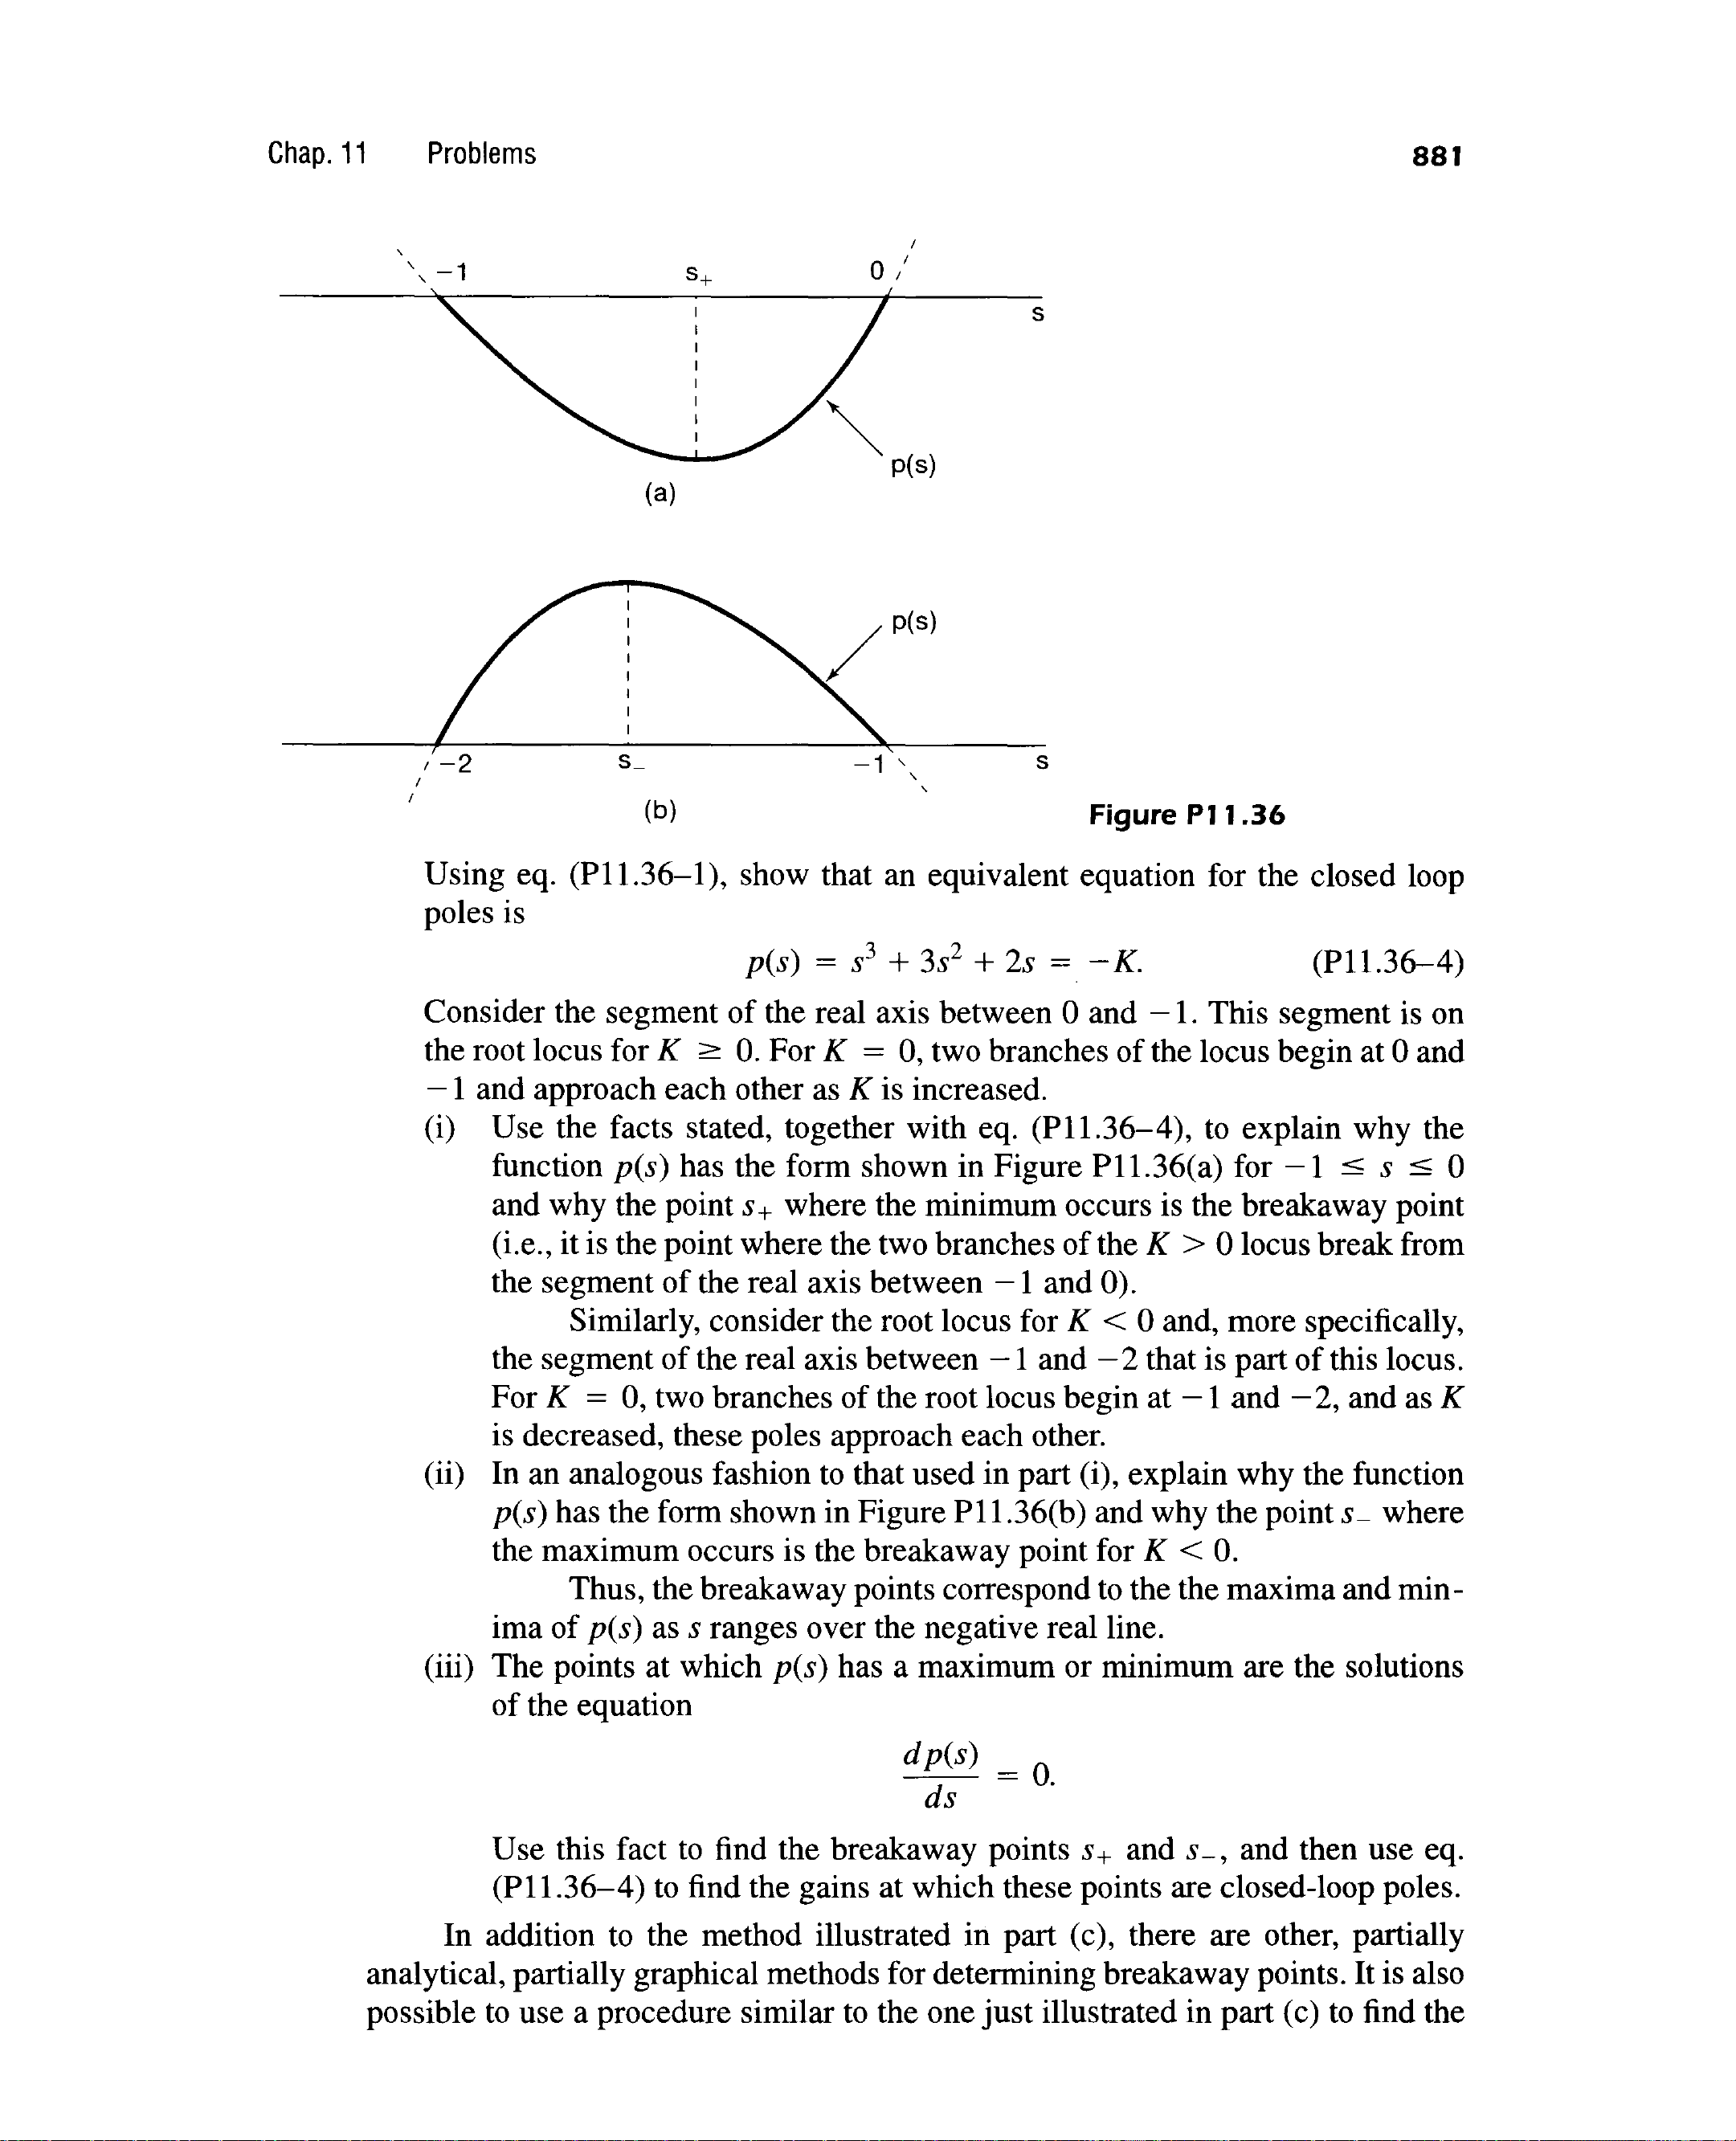 Chap. 11 Problems 881
−1 s₊ 0
s
p(s)
(a)
p(s)
−2 s₋ −1 s
(b) Figure P11.36
Using eq. (P11.36–1), show that an equivalent equation for the closed loop
poles is
p(s) = s³ + 3s² + 2s = −K. (P11.36–4)
Consider the segment of the real axis between 0 and −1. This segment is on
the root locus for K ≥ 0. For K = 0, two branches of the locus begin at 0 and
−1 and approach each other as K is increased.
(i) Use the facts stated, together with eq. (P11.36–4), to explain why the
function p(s) has the form shown in Figure P11.36(a) for −1 ≤ s ≤ 0
and why the point s₊ where the minimum occurs is the breakaway point
(i.e., it is the point where the two branches of the K > 0 locus break from
the segment of the real axis between −1 and 0).
Similarly, consider the root locus for K < 0 and, more specifically,
the segment of the real axis between −1 and −2 that is part of this locus.
For K = 0, two branches of the root locus begin at −1 and −2, and as K
is decreased, these poles approach each other.
(ii) In an analogous fashion to that used in part (i), explain why the function
p(s) has the form shown in Figure P11.36(b) and why the point s₋ where
the maximum occurs is the breakaway point for K < 0.
Thus, the breakaway points correspond to the the maxima and min-
ima of p(s) as s ranges over the negative real line.
(iii) The points at which p(s) has a maximum or minimum are the solutions
of the equation
dp(s)
= 0.
ds
Use this fact to find the breakaway points s₊ and s₋, and then use eq.
(P11.36–4) to find the gains at which these points are closed-loop poles.
In addition to the method illustrated in part (c), there are other, partially
analytical, partially graphical methods for determining breakaway points. It is also
possible to use a procedure similar to the one just illustrated in part (c) to find the